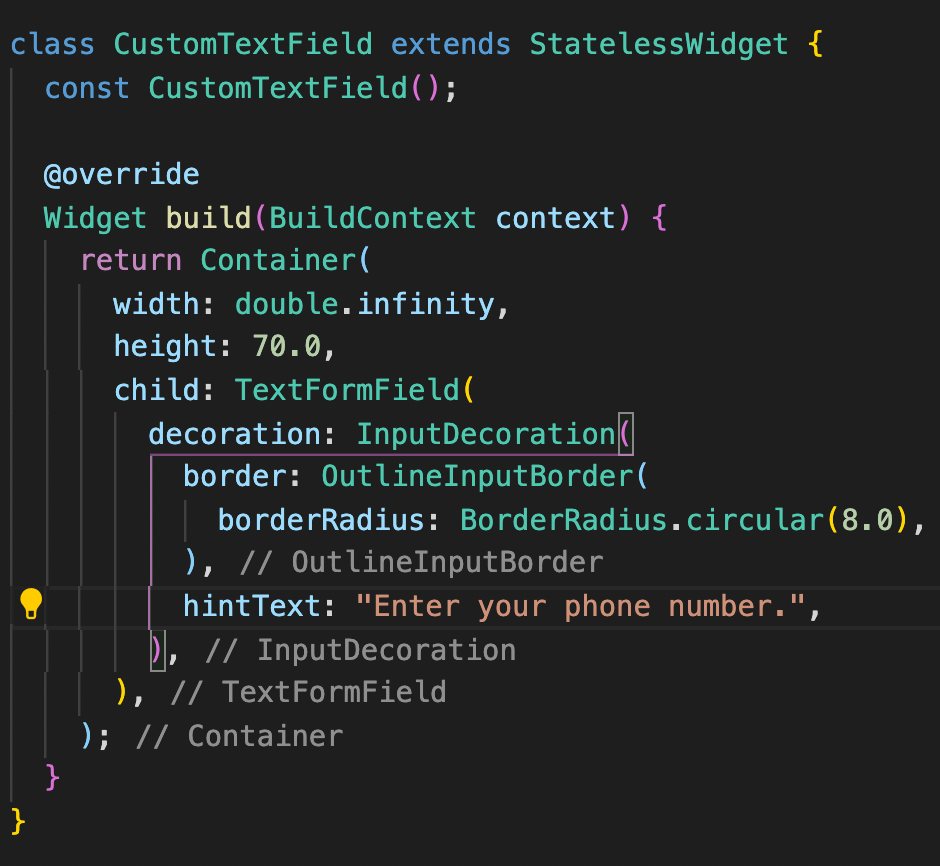 class CustomTextField extends StatelessWidget {
  const CustomTextField();

  @override
  Widget build(BuildContext context) {
    return Container(
      width: double.infinity,
      height: 70.0,
      child: TextFormField(
        decoration: InputDecoration(
          border: OutlineInputBorder(
            borderRadius: BorderRadius.circular(8.0),
          ), // OutlineInputBorder
          hintText: "Enter your phone number.",
        ), // InputDecoration
      ), // TextFormField
    ); // Container
  }
}